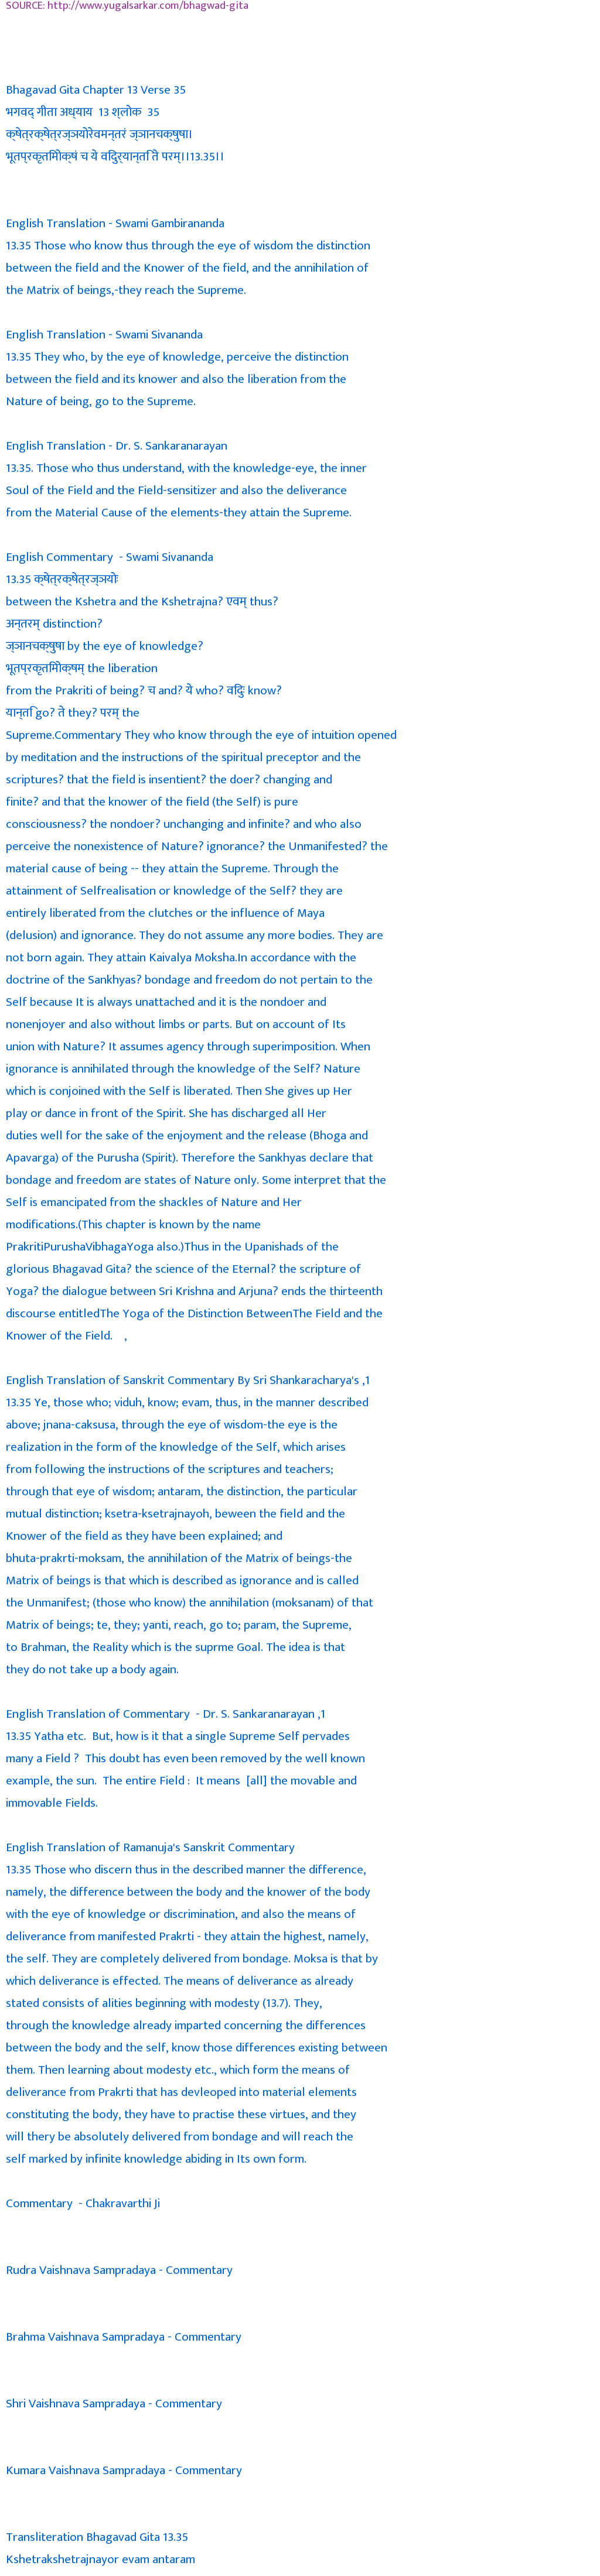 SOURCE: http://www.yugalsarkar.com/bhagwad-gita
Bhagavad Gita Chapter 13 Verse 35
भगवद् गीता अध्याय 13 श्लोक 35
क्षेत्रक्षेत्रज्ञयोरेवमन्तरं ज्ञानचक्षुषा।
भूतप्रकृतिमोक्षं च ये विदुर्यान्ति ते परम्।।13.35।।
English Translation - Swami Gambirananda
13.35 Those who know thus through the eye of wisdom the distinction
between the field and the Knower of the field, and the annihilation of
the Matrix of beings,-they reach the Supreme.
English Translation - Swami Sivananda
13.35 They who, by the eye of knowledge, perceive the distinction
between the field and its knower and also the liberation from the
Nature of being, go to the Supreme.
English Translation - Dr. S. Sankaranarayan
13.35. Those who thus understand, with the knowledge-eye, the inner
Soul of the Field and the Field-sensitizer and also the deliverance
from the Material Cause of the elements-they attain the Supreme.
English Commentary - Swami Sivananda
13.35 क्षेत्रक्षेत्रज्ञयोः
between the Kshetra and the Kshetrajna? एवम् thus?
अन्तरम् distinction?
ज्ञानचक्षुषा by the eye of knowledge?
भूतप्रकृतिमोक्षम् the liberation
from the Prakriti of being? च and? ये who? विदुः know?
यान्ति go? ते they? परम् the
Supreme.Commentary They who know through the eye of intuition opened
by meditation and the instructions of the spiritual preceptor and the
scriptures? that the field is insentient? the doer? changing and
finite? and that the knower of the field (the Self) is pure
consciousness? the nondoer? unchanging and infinite? and who also
perceive the nonexistence of Nature? ignorance? the Unmanifested? the
material cause of being -- they attain the Supreme. Through the
attainment of Selfrealisation or knowledge of the Self? they are
entirely liberated from the clutches or the influence of Maya
(delusion) and ignorance. They do not assume any more bodies. They are
not born again. They attain Kaivalya Moksha.In accordance with the
doctrine of the Sankhyas? bondage and freedom do not pertain to the
Self because It is always unattached and it is the nondoer and
nonenjoyer and also without limbs or parts. But on account of Its
union with Nature? It assumes agency through superimposition. When
ignorance is annihilated through the knowledge of the Self? Nature
which is conjoined with the Self is liberated. Then She gives up Her
play or dance in front of the Spirit. She has discharged all Her
duties well for the sake of the enjoyment and the release (Bhoga and
Apavarga) of the Purusha (Spirit). Therefore the Sankhyas declare that
bondage and freedom are states of Nature only. Some interpret that the
Self is emancipated from the shackles of Nature and Her
modifications.(This chapter is known by the name
PrakritiPurushaVibhagaYoga also.)Thus in the Upanishads of the
glorious Bhagavad Gita? the science of the Eternal? the scripture of
Yoga? the dialogue between Sri Krishna and Arjuna? ends the thirteenth
discourse entitledThe Yoga of the Distinction BetweenThe Field and the
Knower of the Field. ,
English Translation of Sanskrit Commentary By Sri Shankaracharya's ,1
13.35 Ye, those who; viduh, know; evam, thus, in the manner described
above; jnana-caksusa, through the eye of wisdom-the eye is the
realization in the form of the knowledge of the Self, which arises
from following the instructions of the scriptures and teachers;
through that eye of wisdom; antaram, the distinction, the particular
mutual distinction; ksetra-ksetrajnayoh, beween the field and the
Knower of the field as they have been explained; and
bhuta-prakrti-moksam, the annihilation of the Matrix of beings-the
Matrix of beings is that which is described as ignorance and is called
the Unmanifest; (those who know) the annihilation (moksanam) of that
Matrix of beings; te, they; yanti, reach, go to; param, the Supreme,
to Brahman, the Reality which is the suprme Goal. The idea is that
they do not take up a body again.
English Translation of Commentary - Dr. S. Sankaranarayan ,1
13.35 Yatha etc. But, how is it that a single Supreme Self pervades
many a Field ? This doubt has even been removed by the well known
example, the sun. The entire Field : It means [all] the movable and
immovable Fields.
English Translation of Ramanuja's Sanskrit Commentary
13.35 Those who discern thus in the described manner the difference,
namely, the difference between the body and the knower of the body
with the eye of knowledge or discrimination, and also the means of
deliverance from manifested Prakrti - they attain the highest, namely,
the self. They are completely delivered from bondage. Moksa is that by
which deliverance is effected. The means of deliverance as already
stated consists of alities beginning with modesty (13.7). They,
through the knowledge already imparted concerning the differences
between the body and the self, know those differences existing between
them. Then learning about modesty etc., which form the means of
deliverance from Prakrti that has devleoped into material elements
constituting the body, they have to practise these virtues, and they
will thery be absolutely delivered from bondage and will reach the
self marked by infinite knowledge abiding in Its own form.
Commentary - Chakravarthi Ji
Rudra Vaishnava Sampradaya - Commentary
Brahma Vaishnava Sampradaya - Commentary
Shri Vaishnava Sampradaya - Commentary
Kumara Vaishnava Sampradaya - Commentary
Transliteration Bhagavad Gita 13.35
Kshetrakshetrajnayor evam antaram